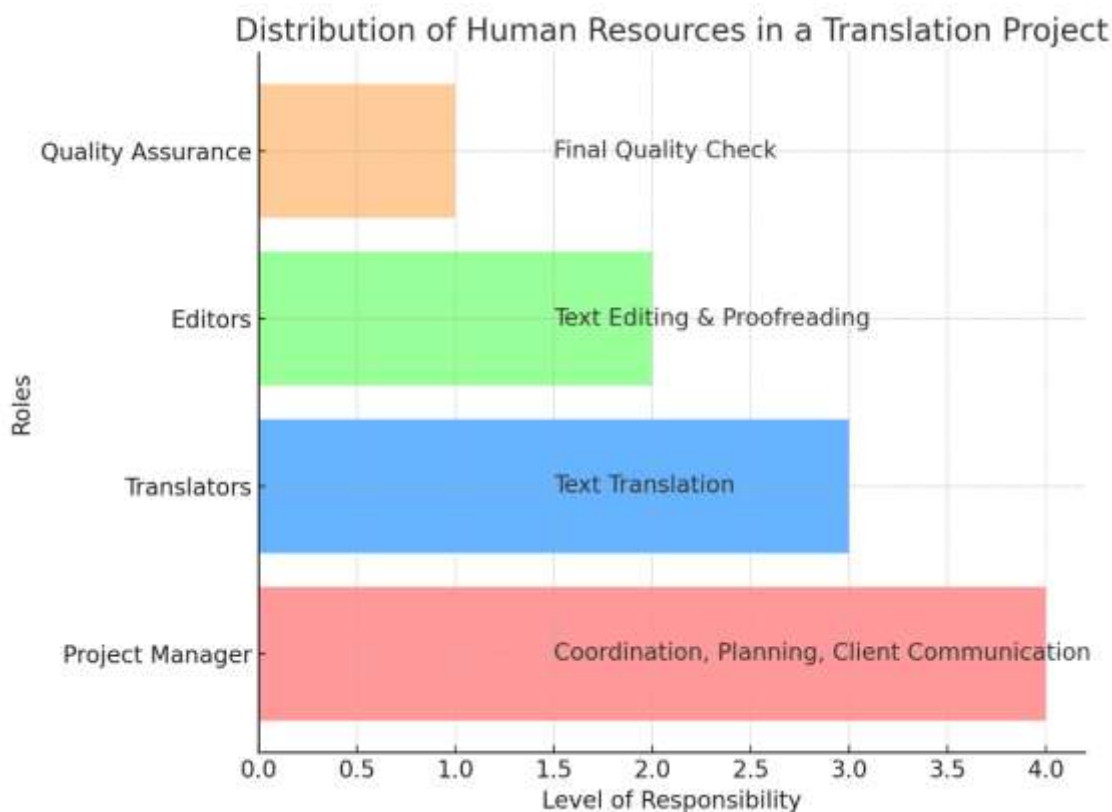 Distribution of Human Resources in a Translation Project
Quality Assurance
Final Quality Check
Editors
Text Editing & Proofreading
Roles
Translators
Text Translation
Project Manager
Coordination, Planning, Client Communication
0.0 0.5 1.0 1.5 2.0 2.5 3.0 3.5 4.0
Level of Responsibility